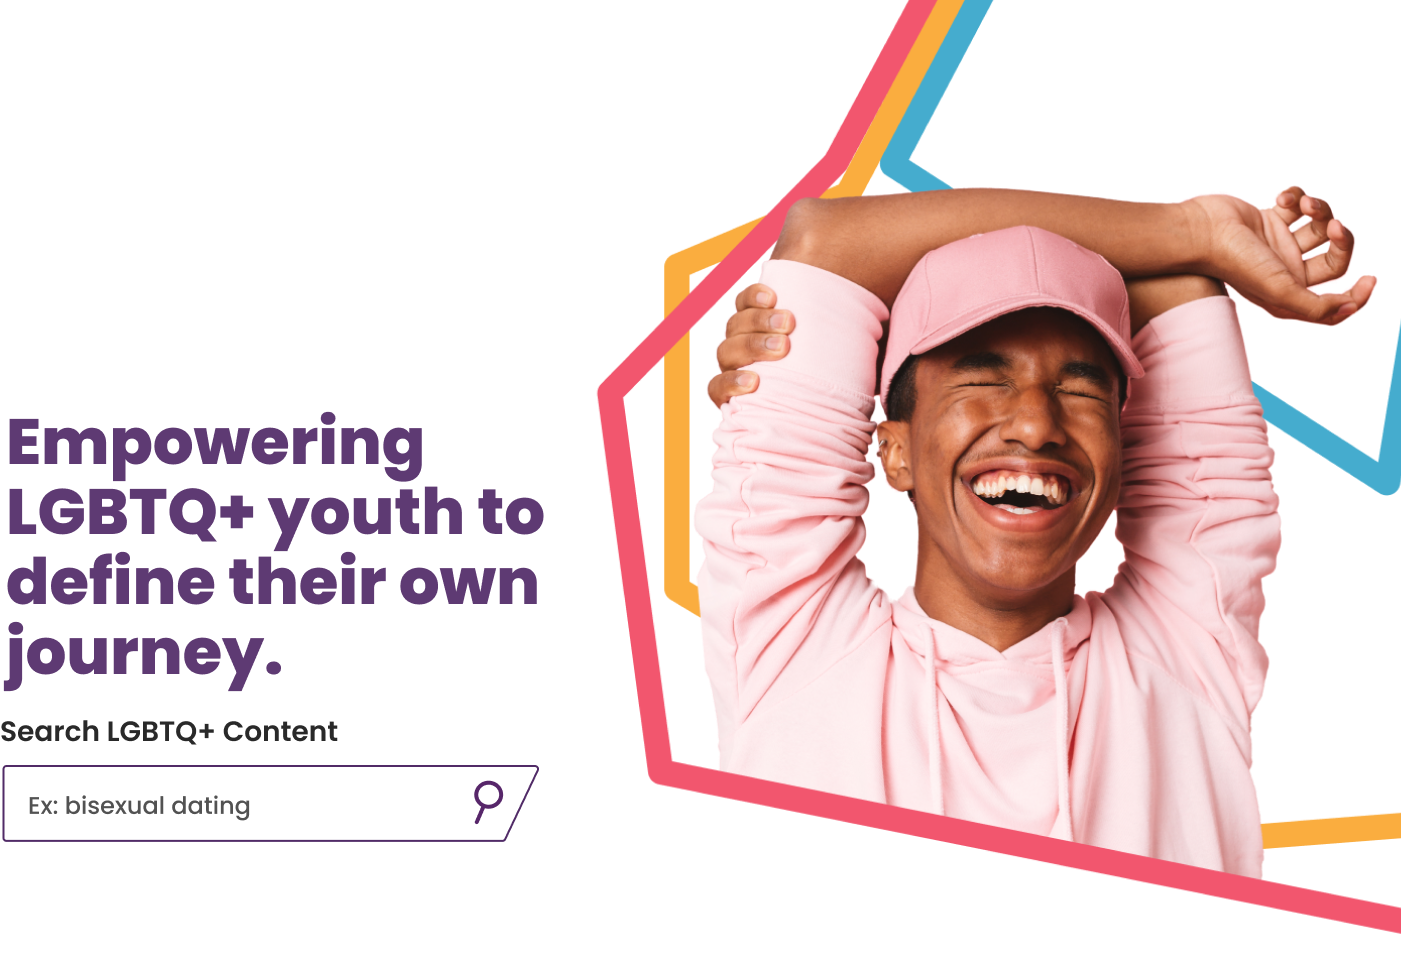 Empowering
LGBTQ+ youth to
define their own
journey.
Search LGBTQ+ Content
Ex: bisexual dating